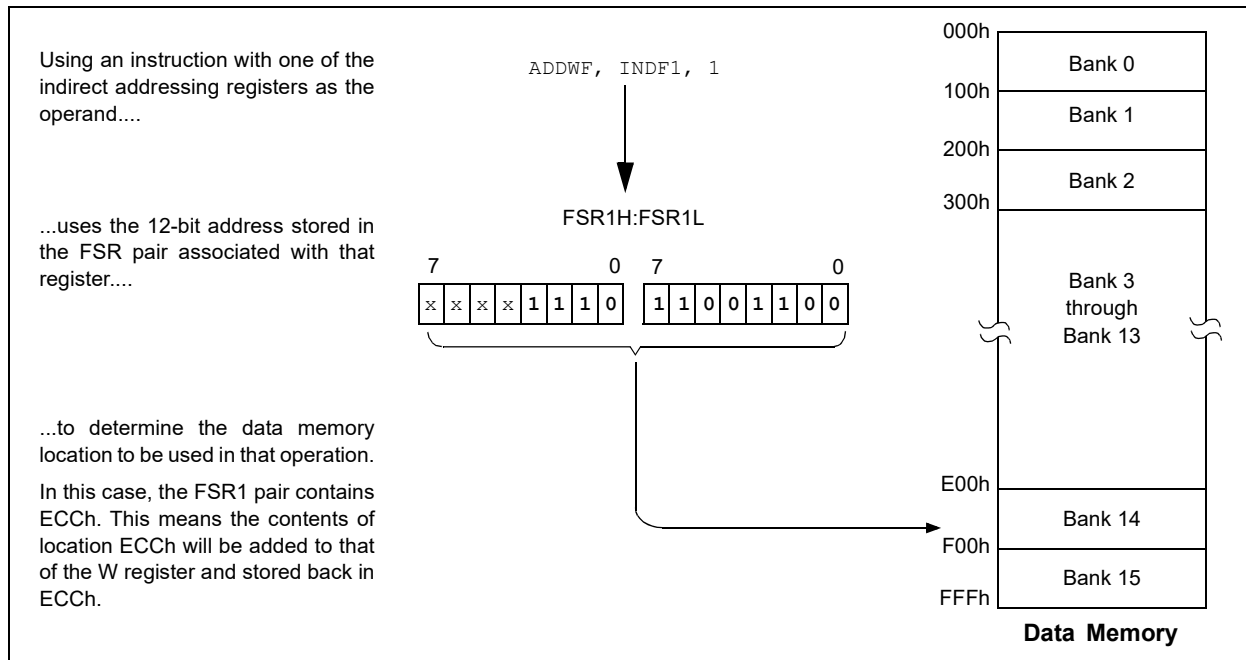 Using an instruction with one of the
indirect addressing registers as the
operand....
ADDWF, INDF1, 1
...uses the 12-bit address stored in
the FSR pair associated with that
register....
FSR1H:FSR1L
7 0 7 0
x x x x 1 1 1 0 1 1 0 0 1 1 0 0
...to determine the data memory
location to be used in that operation.
In this case, the FSR1 pair contains
ECCh. This means the contents of
location ECCh will be added to that
of the W register and stored back in
ECCh.
000h
Bank 0
100h
Bank 1
200h
Bank 2
300h
Bank 3
through
Bank 13
E00h
Bank 14
F00h
Bank 15
FFFh
Data Memory